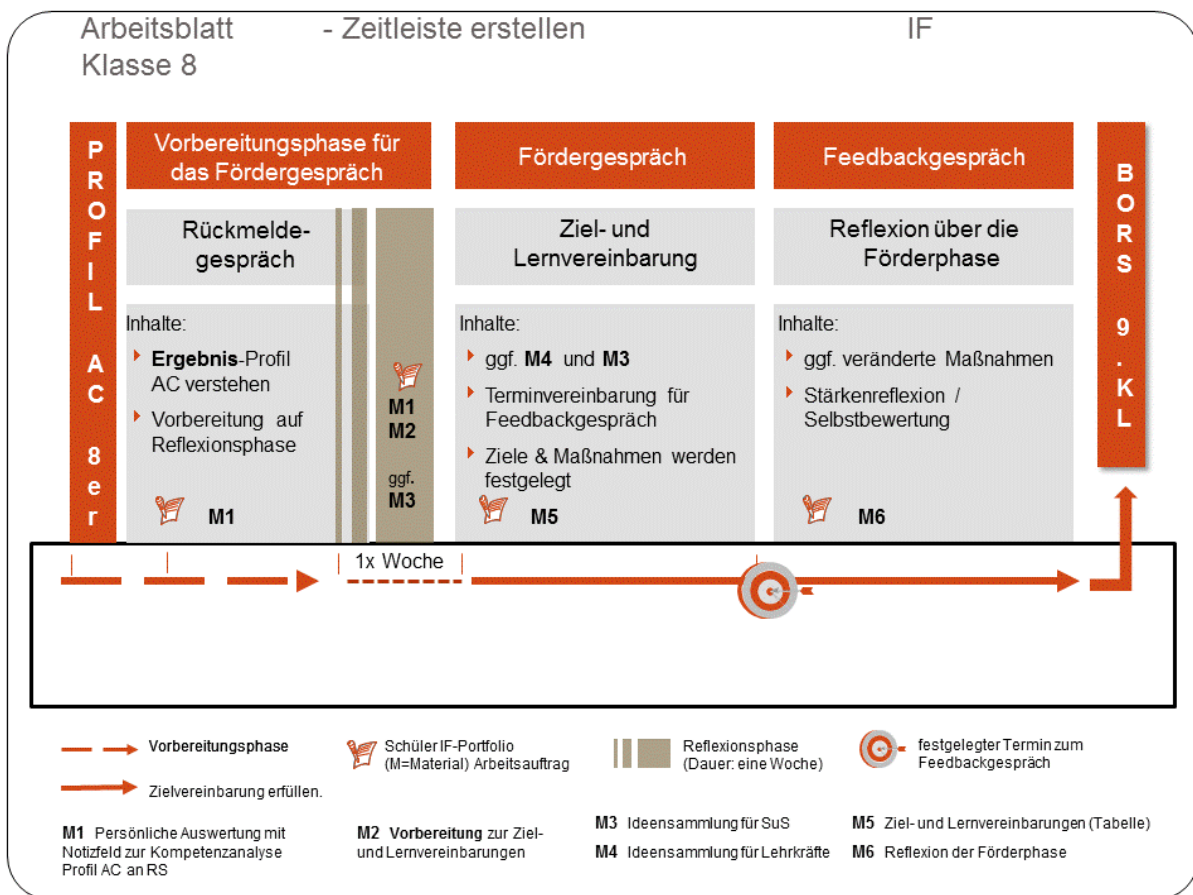 Arbeitsblatt - Zeitleiste erstellen IF
Klasse 8
PROFIL AC 8er
Vorbereitungsphase für
das Fördergespräch
Rückmelde-
gespräch
Inhalte:
Ergebnis-Profil
AC verstehen
Vorbereitung auf
Reflexionsphase
M1
M1
M2
ggf.
M3
Fördergespräch
Ziel- und
Lernvereinbarung
Inhalte:
ggf. M4 und M3
Terminvereinbarung für
Feedbackgespräch
Ziele & Maßnahmen werden
festgelegt
M5
Feedbackgespräch
Reflexion über die
Förderphase
Inhalte:
ggf. veränderte Maßnahmen
Stärkenreflexion /
Selbstbewertung
M6
BORS 9.KL
1x Woche
Vorbereitungsphase
Zielvereinbarung erfüllen.
Schüler IF-Portfolio
(M=Material) Arbeitsauftrag
Reflexionsphase
(Dauer: eine Woche)
festgelegter Termin zum
Feedbackgespräch
M1 Persönliche Auswertung mit
Notizfeld zur Kompetenzanalyse
Profil AC an RS
M2 Vorbereitung zur Ziel-
und Lernvereinbarungen
M3 Ideensammlung für SuS
M4 Ideensammlung für Lehrkräfte
M5 Ziel- und Lernvereinbarungen (Tabelle)
M6 Reflexion der Förderphase